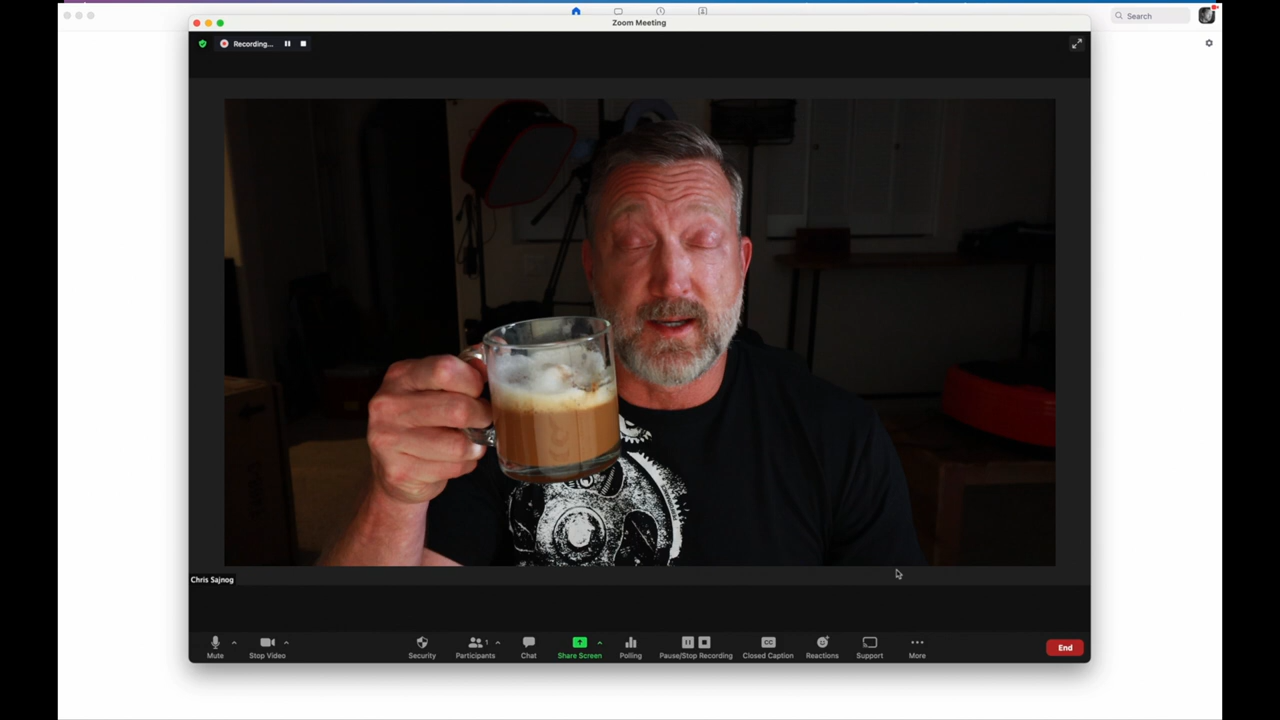 Zoom Meeting
Search
Recording...
Chris Sajnog
Mute
Stop Video
Security
Participants
1
Chat
Share Screen
Polling
Pause/Stop Recording
CC
Closed Caption
Reactions
Support
More
End